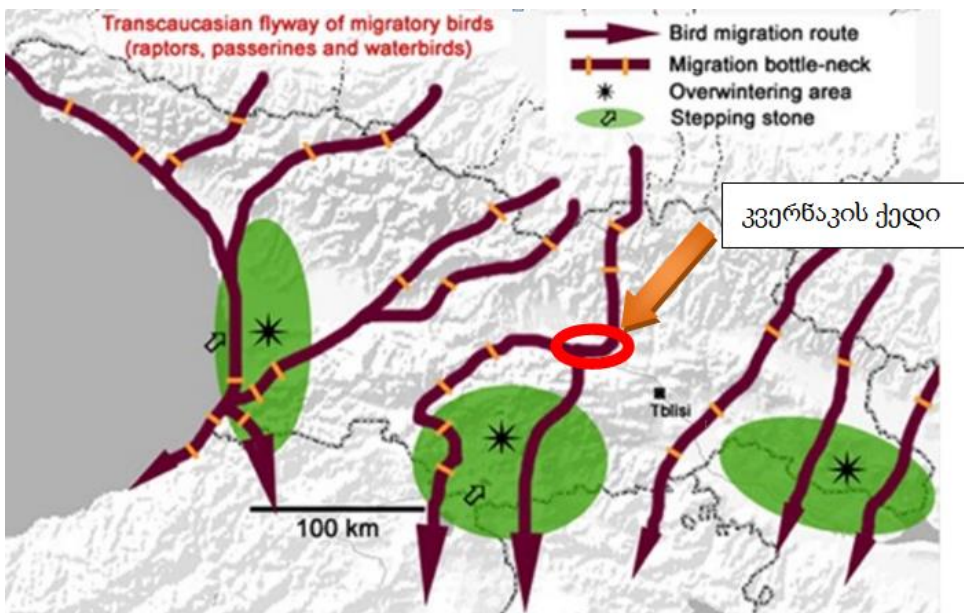 Transcaucasian flyway of migratory birds
(raptors, passerines and waterbirds)
Bird migration route
Migration bottle-neck
Overwintering area
Stepping stone
კვერნაკის ქედი
Tblisi
100 km